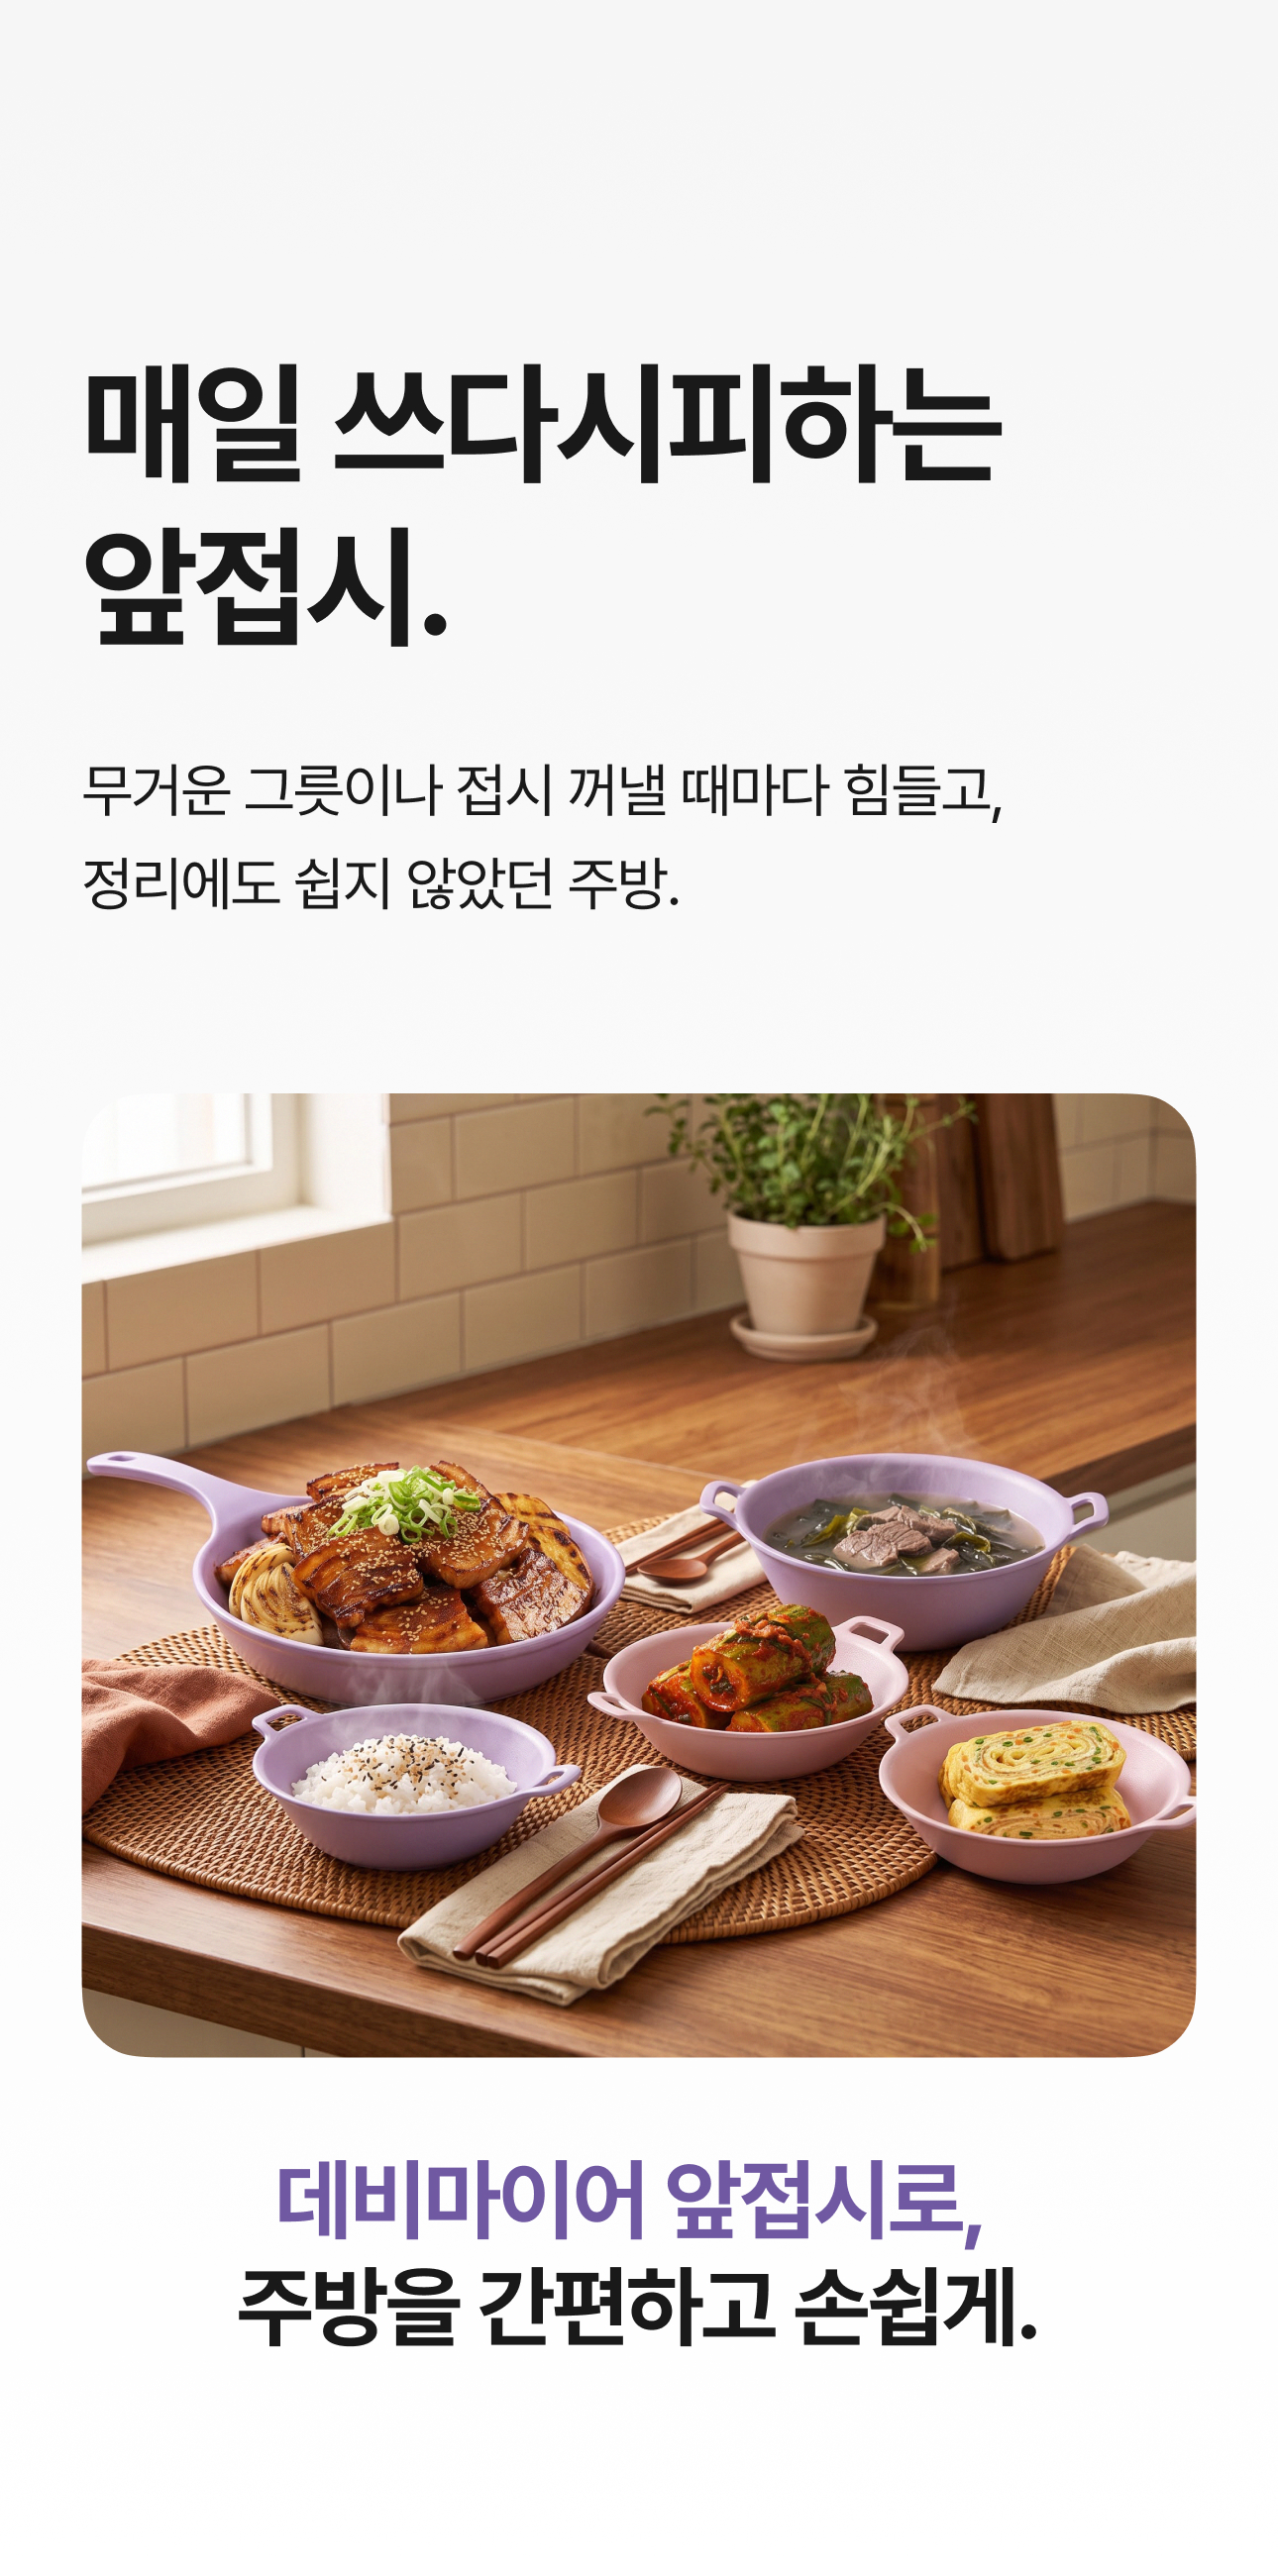 매일 쓰다시피하는
앞접시.
무거운 그릇이나 접시 꺼낼 때마다 힘들고,
정리에도 쉽지 않았던 주방.
데비마이어 앞접시로,
주방을 간편하고 손쉽게.